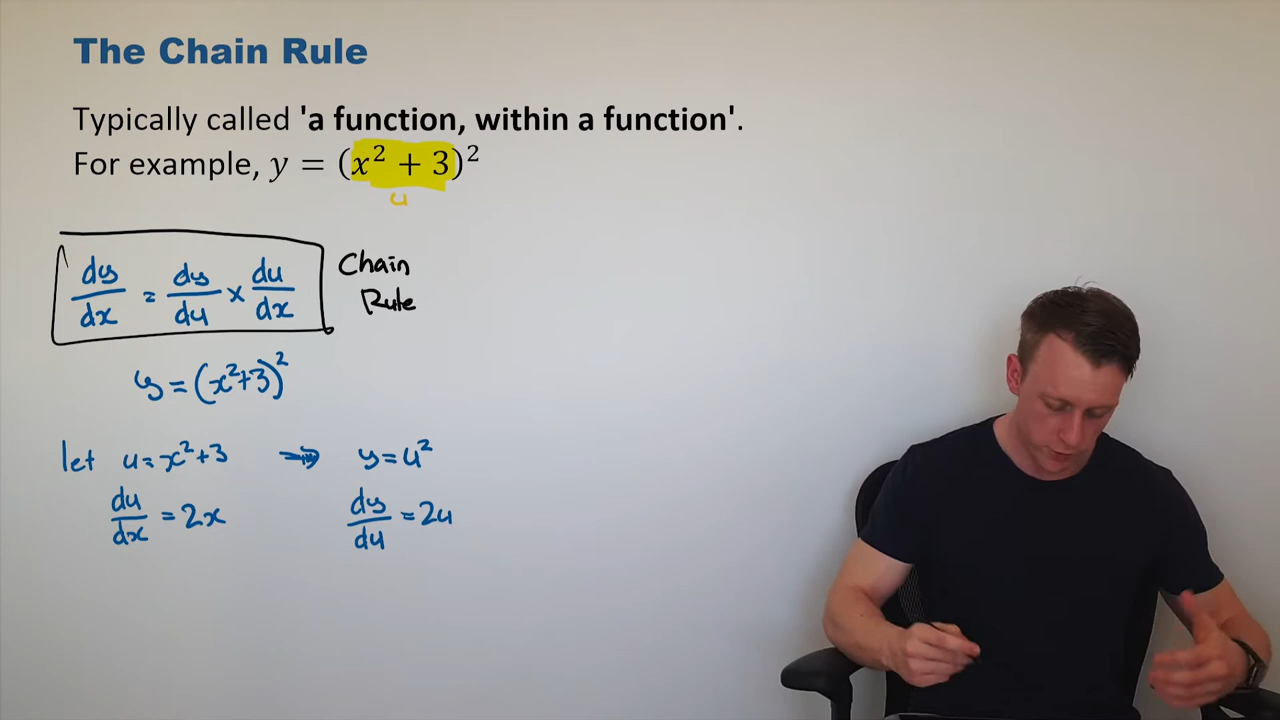 The Chain Rule
Typically called 'a function, within a function'.
For example, y = (x² + 3)²
u
dy/dx = dy/du × du/dx
Chain
Rule
y = (x²+3)²
let u = x²+3 ⇒ y = u²
du/dx = 2x dy/du = 2u